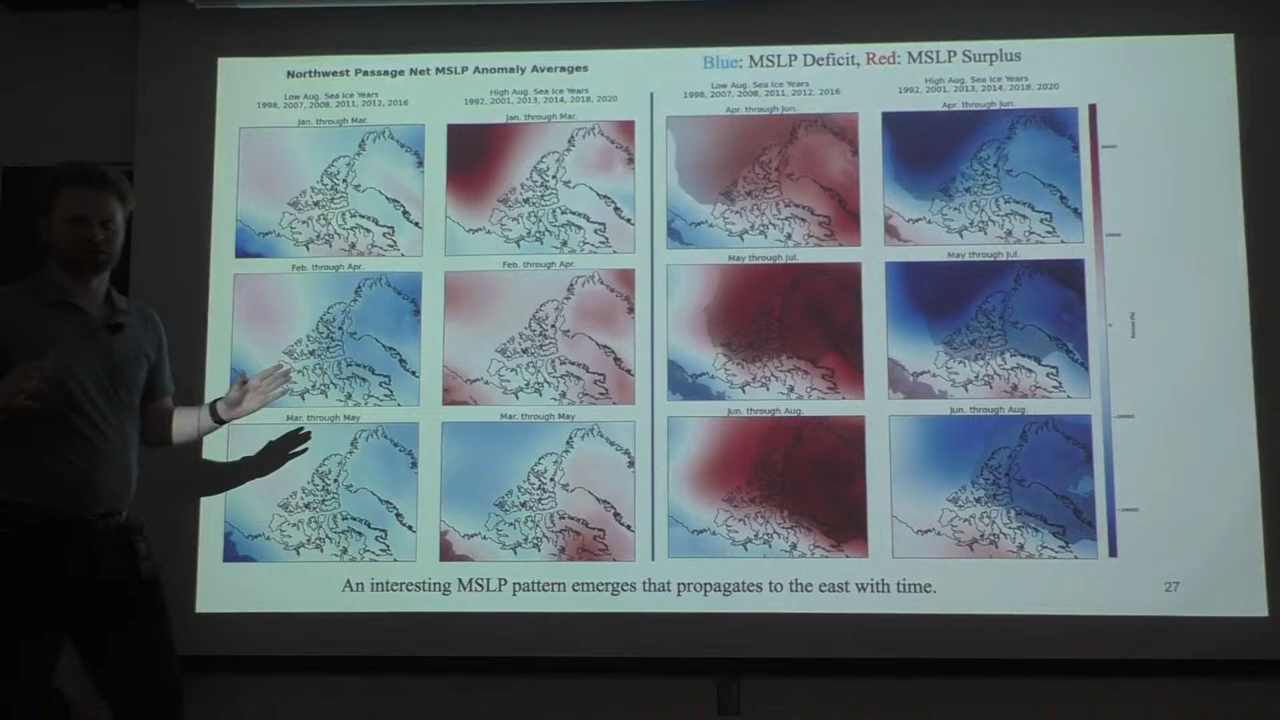 Blue: MSLP Deficit, Red: MSLP Surplus
Northwest Passage Net MSLP Anomaly Averages
Low Aug. Sea Ice Years
1998, 2007, 2008, 2011, 2012, 2016
High Aug. Sea Ice Years
1992, 2001, 2013, 2014, 2018, 2020
Low Aug. Sea Ice Years
1998, 2007, 2008, 2011, 2012, 2016
High Aug. Sea Ice Years
1992, 2001, 2013, 2014, 2018, 2020
Jan. through Mar.
Jan. through Mar.
Apr. through Jun.
Apr. through Jun.
Feb. through Apr.
Feb. through Apr.
May through Jul.
May through Jul.
Mar. through May
Mar. through May
Jun. through Aug.
Jun. through Aug.
An interesting MSLP pattern emerges that propagates to the east with time.
27